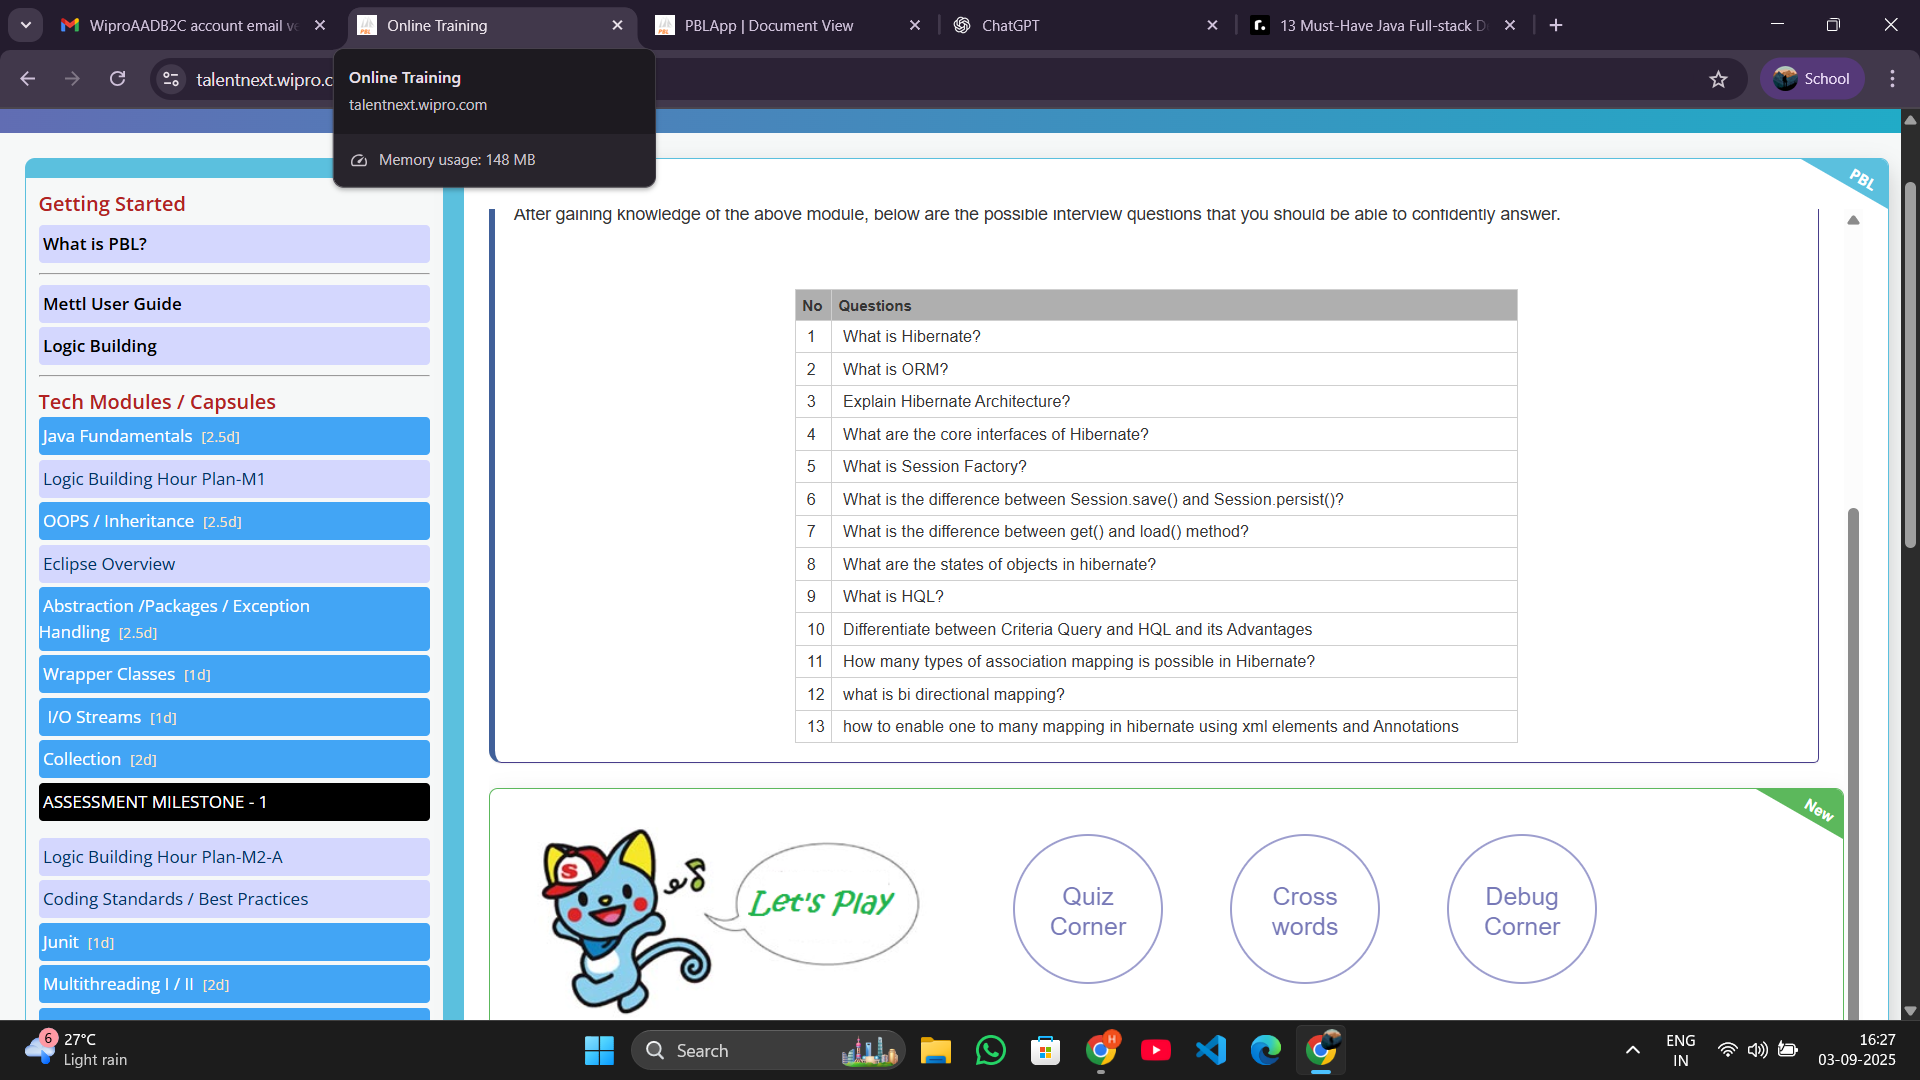 WiproAADB2C account email ve
Online Training
PBLApp | Document View
ChatGPT
13 Must-Have Java Full-stack D
talentnext.wipro.c
School
Online Training
talentnext.wipro.com
Memory usage: 148 MB
PBL
Getting Started
What is PBL?
Mettl User Guide
Logic Building
Tech Modules / Capsules
Java Fundamentals [2.5d]
Logic Building Hour Plan-M1
OOPS / Inheritance [2.5d]
Eclipse Overview
Abstraction /Packages / Exception
Handling [2.5d]
Wrapper Classes [1d]
I/O Streams [1d]
Collection [2d]
ASSESSMENT MILESTONE - 1
Logic Building Hour Plan-M2-A
Coding Standards / Best Practices
Junit [1d]
Multithreading I / II [2d]
After gaining knowledge of the above module, below are the possible interview questions that you should be able to confidently answer.
No Questions
1 What is Hibernate?
2 What is ORM?
3 Explain Hibernate Architecture?
4 What are the core interfaces of Hibernate?
5 What is Session Factory?
6 What is the difference between Session.save() and Session.persist()?
7 What is the difference between get() and load() method?
8 What are the states of objects in hibernate?
9 What is HQL?
10 Differentiate between Criteria Query and HQL and its Advantages
11 How many types of association mapping is possible in Hibernate?
12 what is bi directional mapping?
13 how to enable one to many mapping in hibernate using xml elements and Annotations
New
S
Let's Play
Quiz
Corner
Cross
words
Debug
Corner
6
27°C
Light rain
Search
H
ENG
IN
16:27
03-09-2025